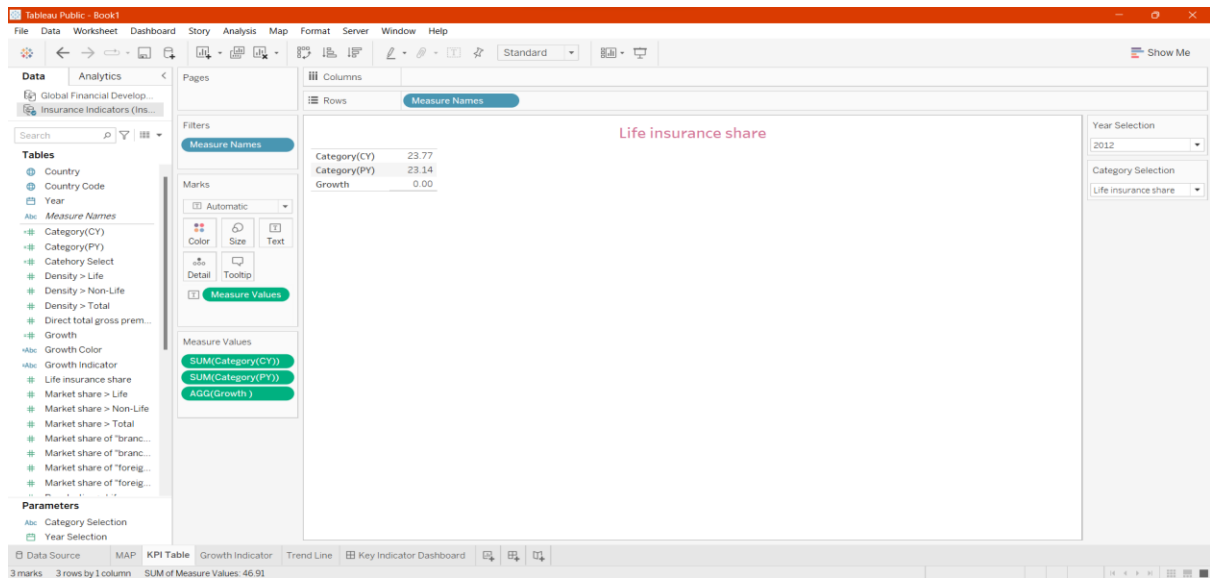 Tableau Public - Book1
File Data Worksheet Dashboard Story Analysis Map Format Server Window Help
Standard
Show Me
Data Analytics
Global Financial Develop...
Insurance Indicators (Ins...
Search
Tables
Country
Country Code
Year
Abc Measure Names
=# Category(CY)
=# Category(PY)
=# Catehory Select
# Density > Life
# Density > Non-Life
# Density > Total
# Direct total gross prem...
=# Growth
=Abc Growth Color
=Abc Growth Indicator
# Life insurance share
# Market share > Life
# Market share > Non-Life
# Market share > Total
# Market share of "branc...
# Market share of "branc...
# Market share of "foreig...
# Market share of "foreig...
Parameters
Abc Category Selection
Year Selection
Pages
Filters
Measure Names
Marks
Automatic
Color Size Text
Detail Tooltip
Measure Values
Measure Values
SUM(Category(CY))
SUM(Category(PY))
AGG(Growth )
Columns
Rows Measure Names
Life insurance share
Category(CY) 23.77
Category(PY) 23.14
Growth 0.00
Year Selection
2012
Category Selection
Life insurance share
Data Source MAP KPI Table Growth Indicator Trend Line Key Indicator Dashboard
3 marks 3 rows by 1 column SUM of Measure Values: 46.91